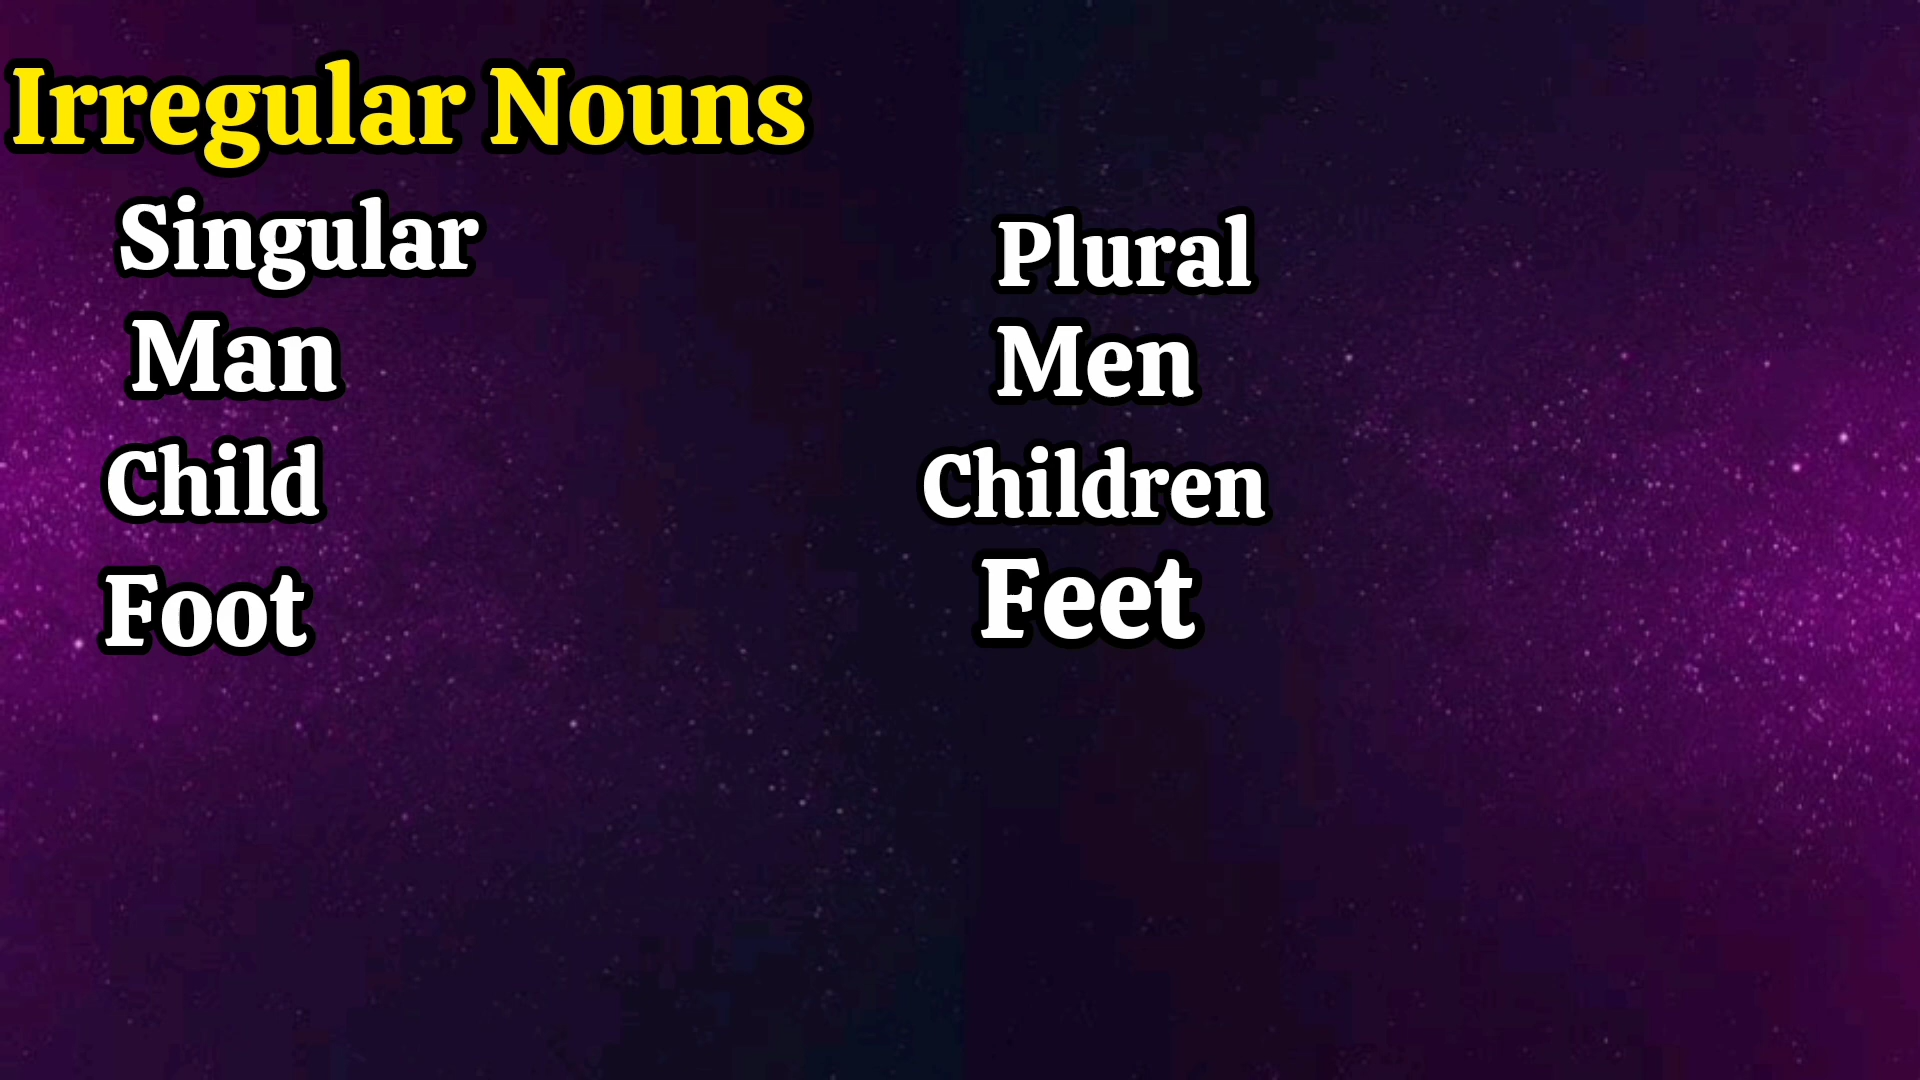 Irregular Nouns
Singular Plural
Man Men
Child Children
Foot Feet